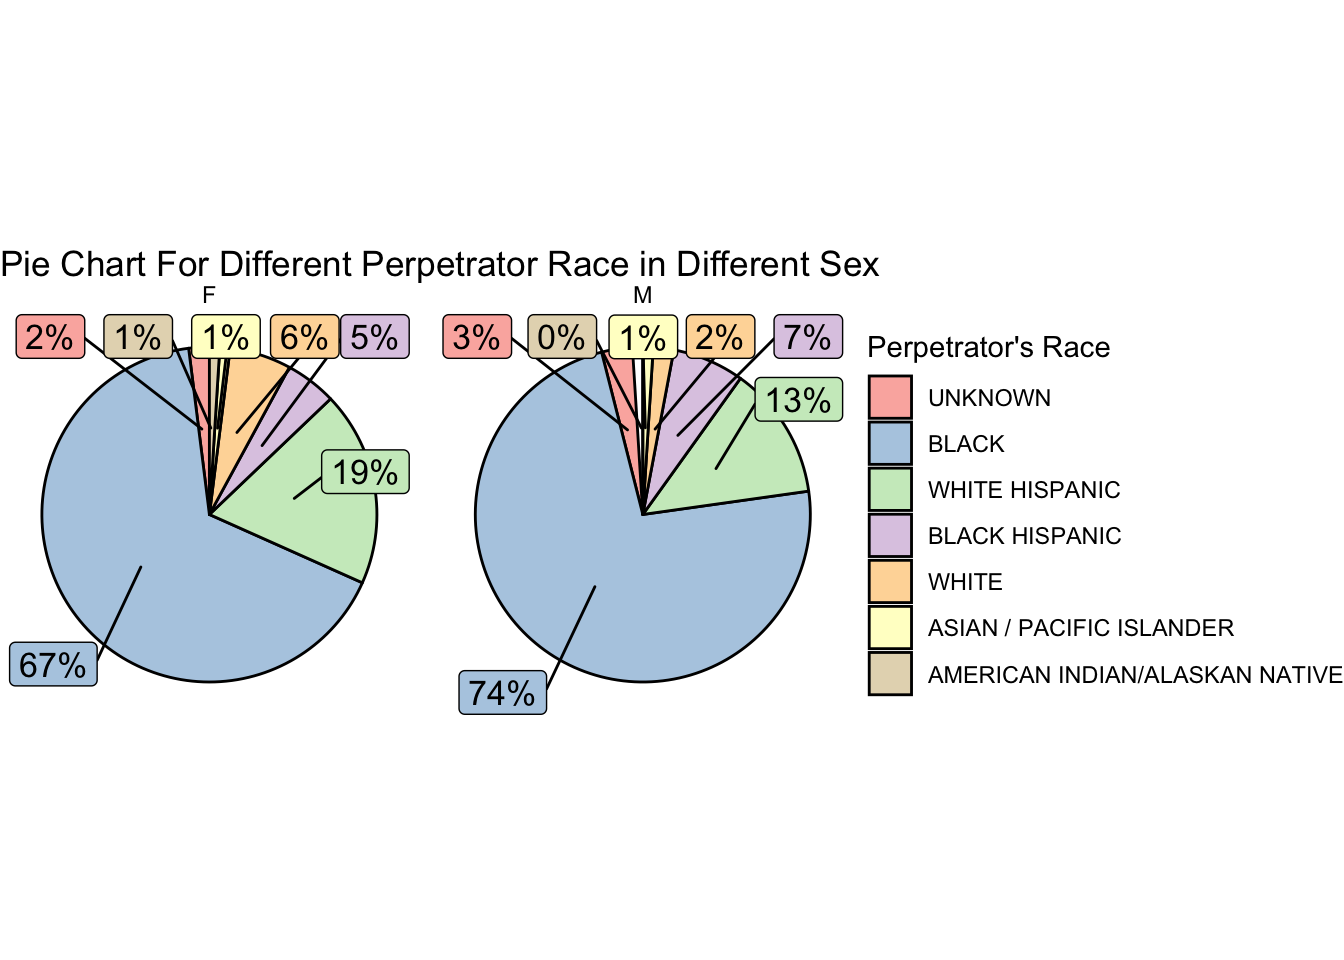 Pie Chart For Different Perpetrator Race in Different Sex
F
M
2%
1%
1%
6%
5%
3%
0%
1%
2%
7%
13%
19%
67%
74%
Perpetrator's Race
UNKNOWN
BLACK
WHITE HISPANIC
BLACK HISPANIC
WHITE
ASIAN / PACIFIC ISLANDER
AMERICAN INDIAN/ALASKAN NATIVE